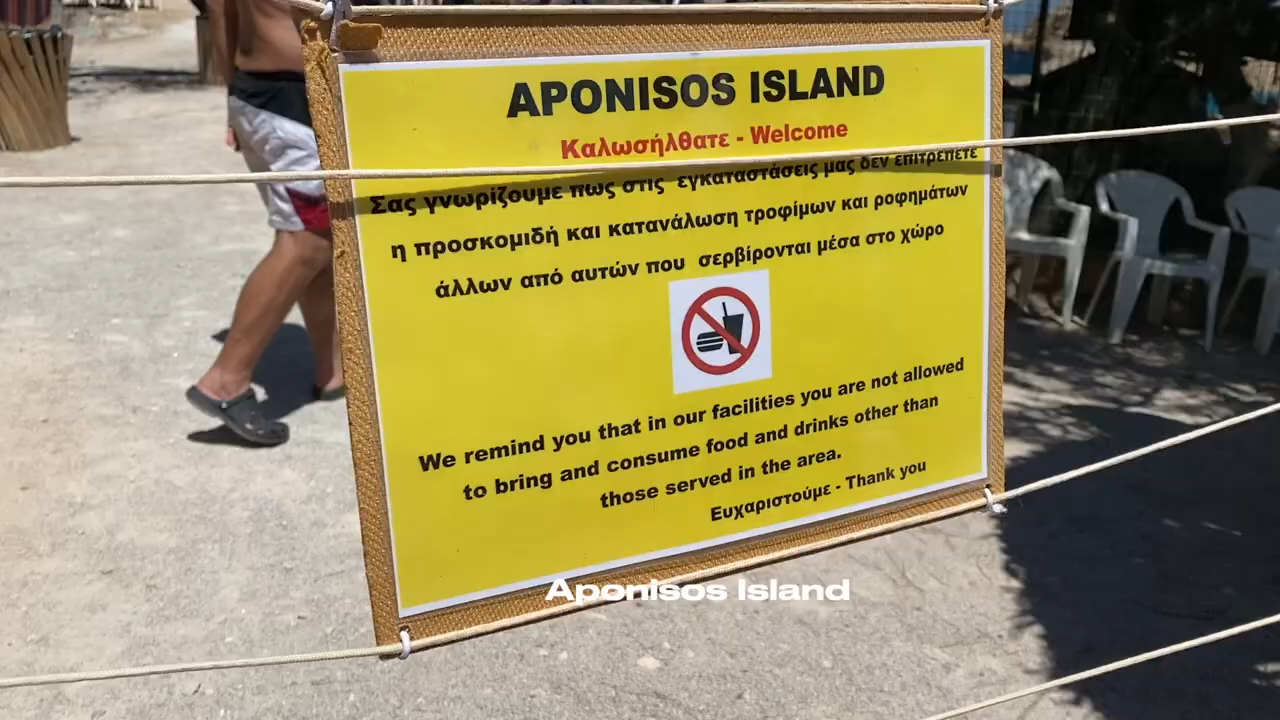 APONISOS ISLAND
Καλωσήλθατε - Welcome
Σας γνωρίζουμε πως στις εγκαταστάσεις μας δεν επιτρέπετε
η προσκομιδή και κατανάλωση τροφίμων και ροφημάτων
άλλων από αυτών που σερβίρονται μέσα στο χώρο
We remind you that in our facilities you are not allowed
to bring and consume food and drinks other than
those served in the area.
Ευχαριστούμε - Thank you
Aponisos Island